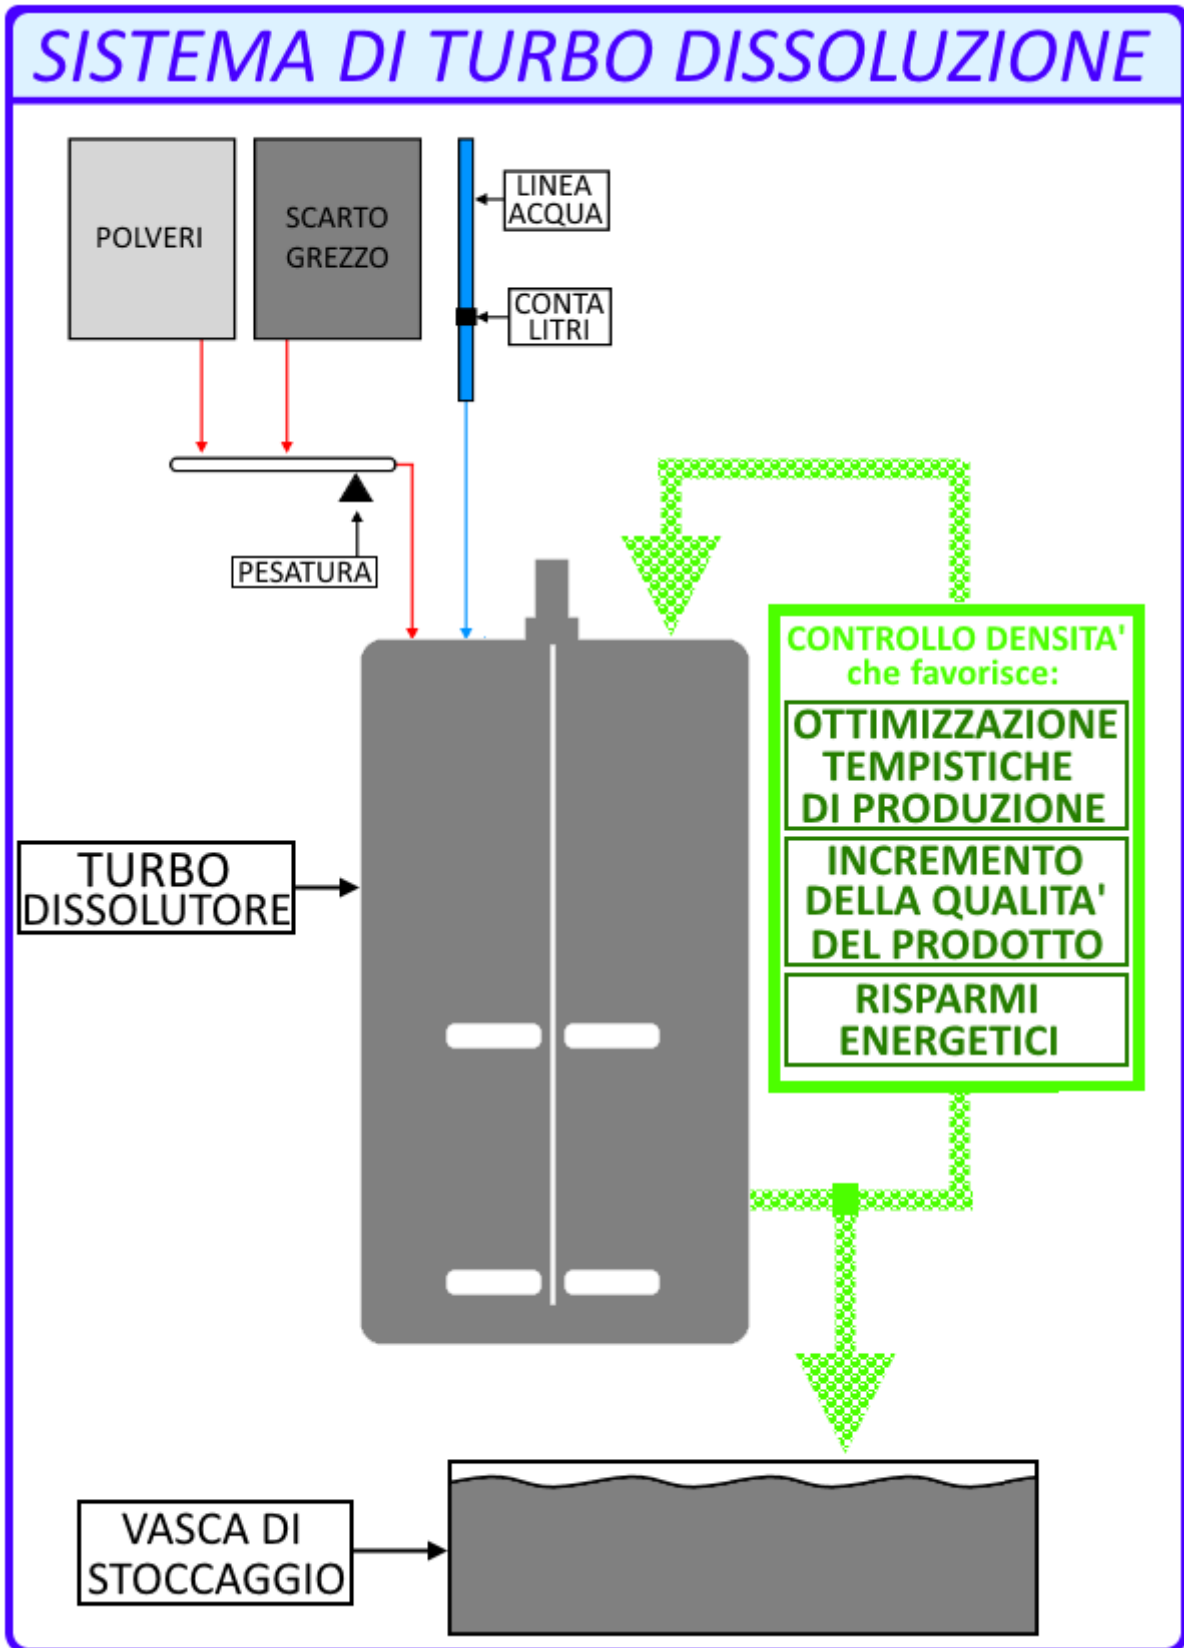 SISTEMA DI TURBO DISSOLUZIONE
POLVERI
SCARTO
GREZZO
LINEA
ACQUA
CONTA
LITRI
PESATURA
CONTROLLO DENSITA'
che favorisce:
OTTIMIZZAZIONE
TEMPISTICHE
DI PRODUZIONE
INCREMENTO
DELLA QUALITA'
DEL PRODOTTO
RISPARMI
ENERGETICI
TURBO
DISSOLUTORE
VASCA DI
STOCCAGGIO